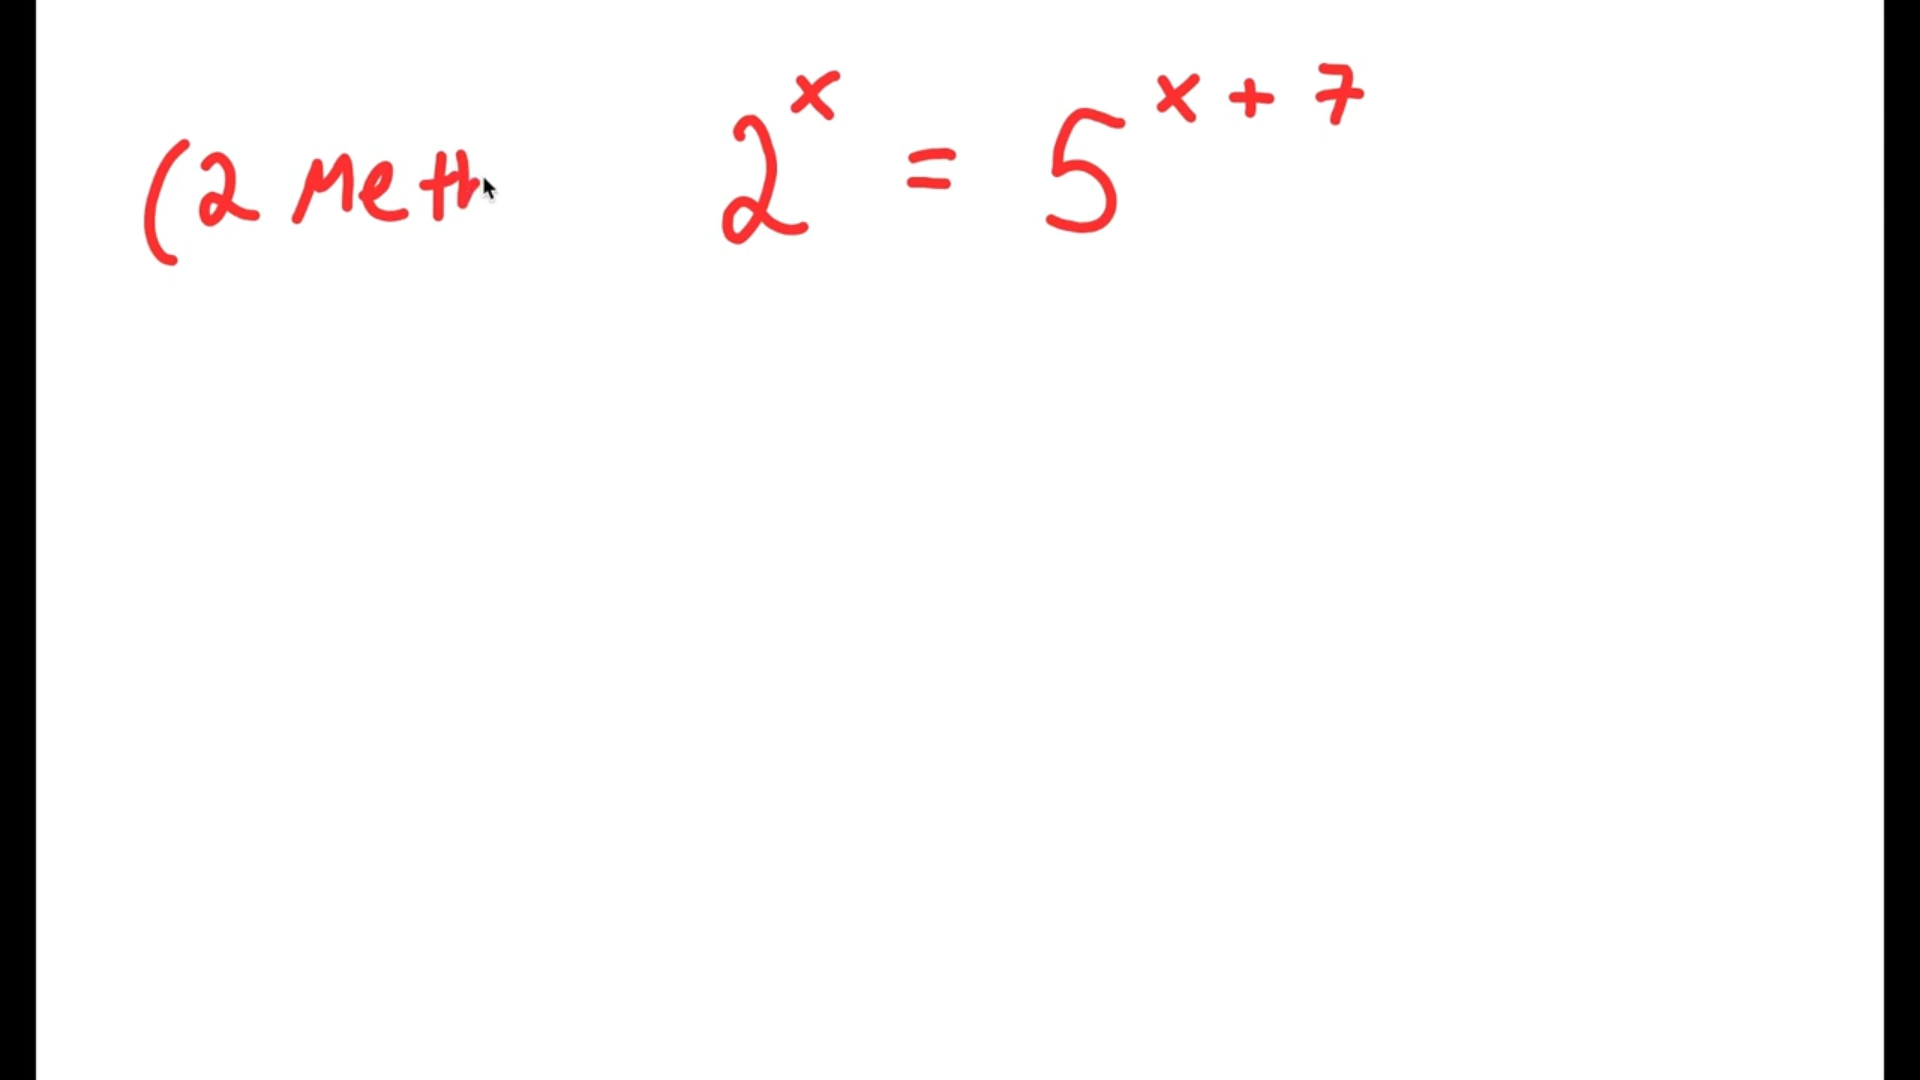 (2 Meth 2^x = 5^{x + 7}